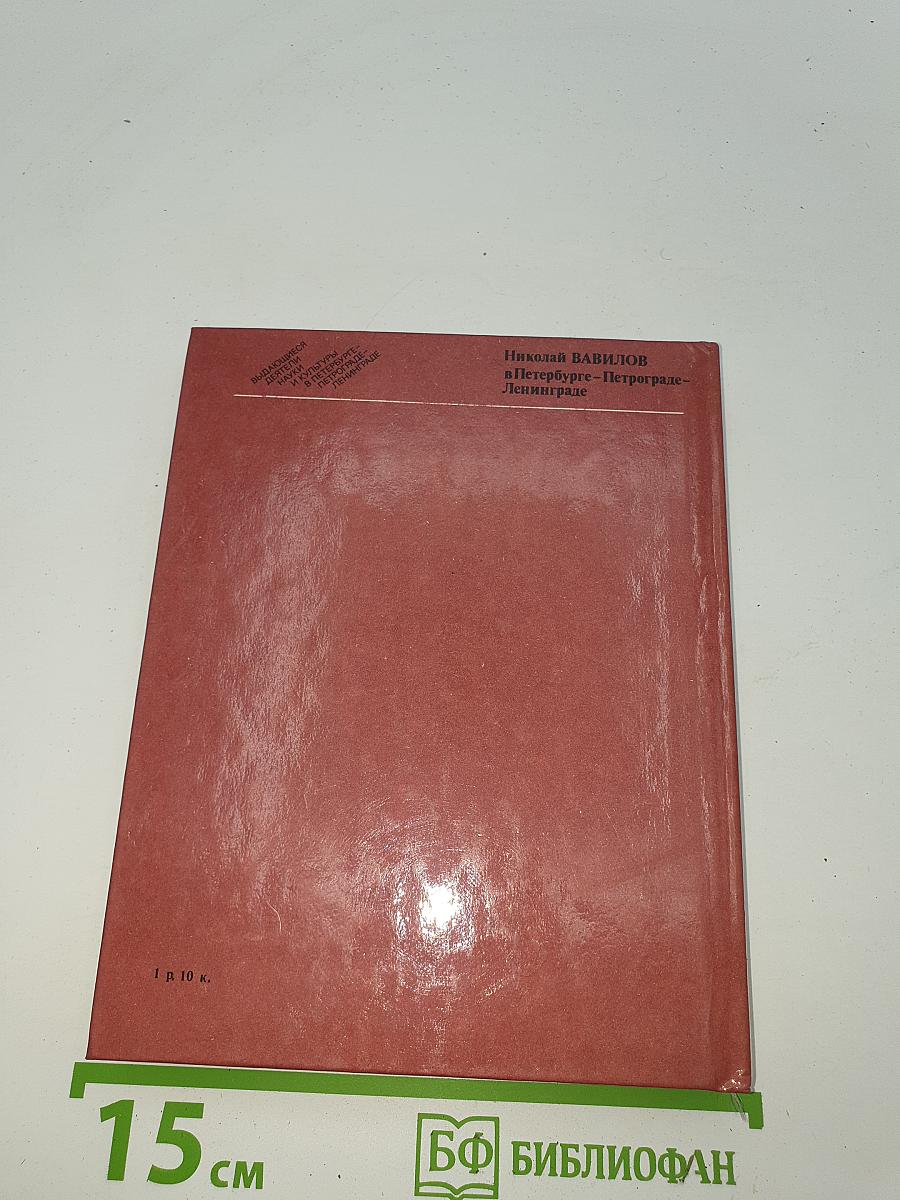 ВЫДАЮЩИЕСЯ
ДЕЯТЕЛИ
НАУКИ
И КУЛЬТУРЫ
В ПЕТЕРБУРГЕ–
ПЕТРОГРАДЕ–
ЛЕНИНГРАДЕ
Николай ВАВИЛОВ
в Петербурге–Петрограде–
Ленинграде
1 р. 10 к.
15 см
БФ БИБЛИОФАН